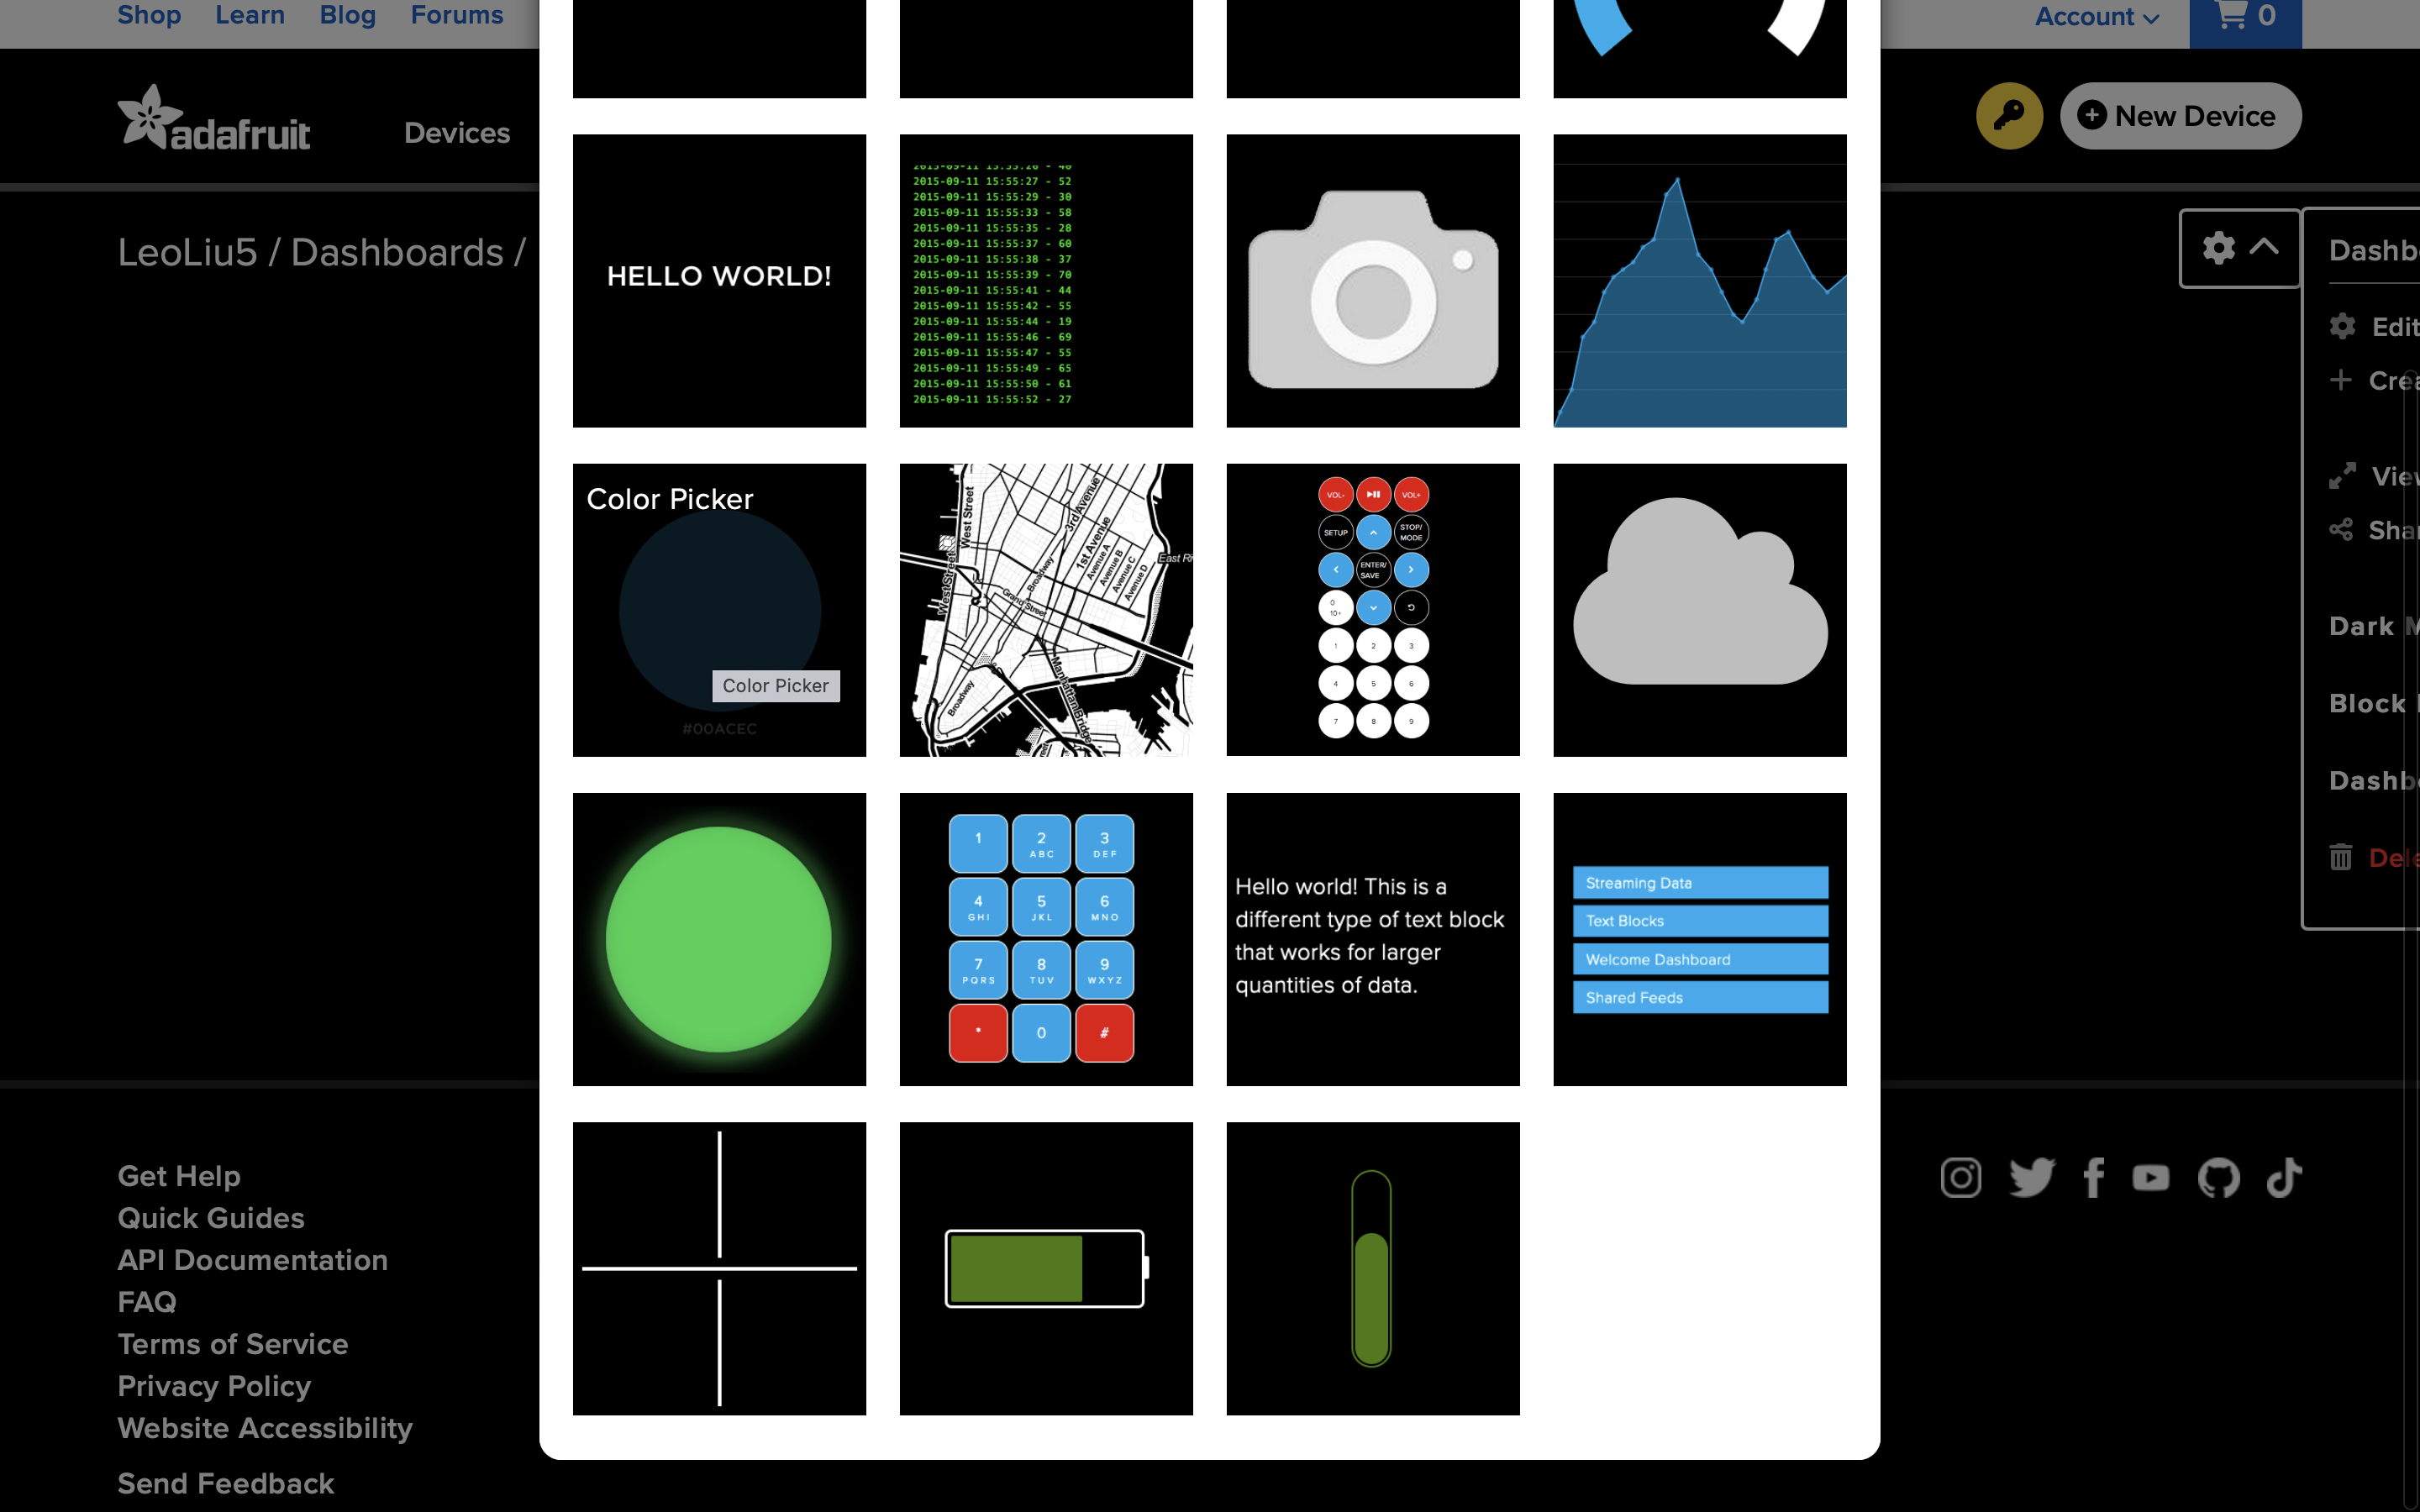 Shop Learn Blog Forums
Account 0
adafruit Devices New Device
LeoLiu5 / Dashboards /
Dashb
Edit
Crea
View
Shar
Dark M
Block
Dashb
Dele
HELLO WORLD!
2015-09-11 15:55:26 - 40
2015-09-11 15:55:27 - 52
2015-09-11 15:55:29 - 30
2015-09-11 15:55:33 - 58
2015-09-11 15:55:35 - 28
2015-09-11 15:55:37 - 60
2015-09-11 15:55:38 - 37
2015-09-11 15:55:39 - 70
2015-09-11 15:55:41 - 44
2015-09-11 15:55:42 - 55
2015-09-11 15:55:44 - 19
2015-09-11 15:55:46 - 69
2015-09-11 15:55:47 - 55
2015-09-11 15:55:49 - 65
2015-09-11 15:55:50 - 61
2015-09-11 15:55:52 - 27
Color Picker
Color Picker
#00ACEC
West Street
West Street
3rd Avenue
1st Avenue
Avenue A
Avenue B
Avenue C
Avenue D
East Ri
Broadway
Grand Street
Broadway
Manhattan Bridge
VOL- VOL+
SETUP STOP/
MODE
ENTER/
SAVE
0
10+
1 2 3
4 5 6
7 8 9
1 2 3
ABC DEF
4 5 6
GHI JKL MNO
7 8 9
PQRS TUV WXYZ
* 0 #
Hello world! This is a
different type of text block
that works for larger
quantities of data.
Streaming Data
Text Blocks
Welcome Dashboard
Shared Feeds
Get Help
Quick Guides
API Documentation
FAQ
Terms of Service
Privacy Policy
Website Accessibility
Send Feedback